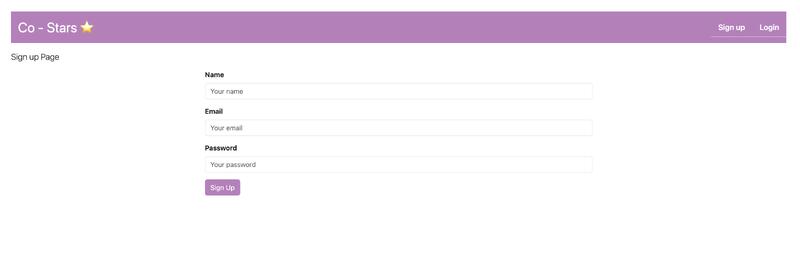 Co - Stars ⭐
Sign up Login
Sign up Page
Name
Your name
Email
Your email
Password
Your password
Sign Up